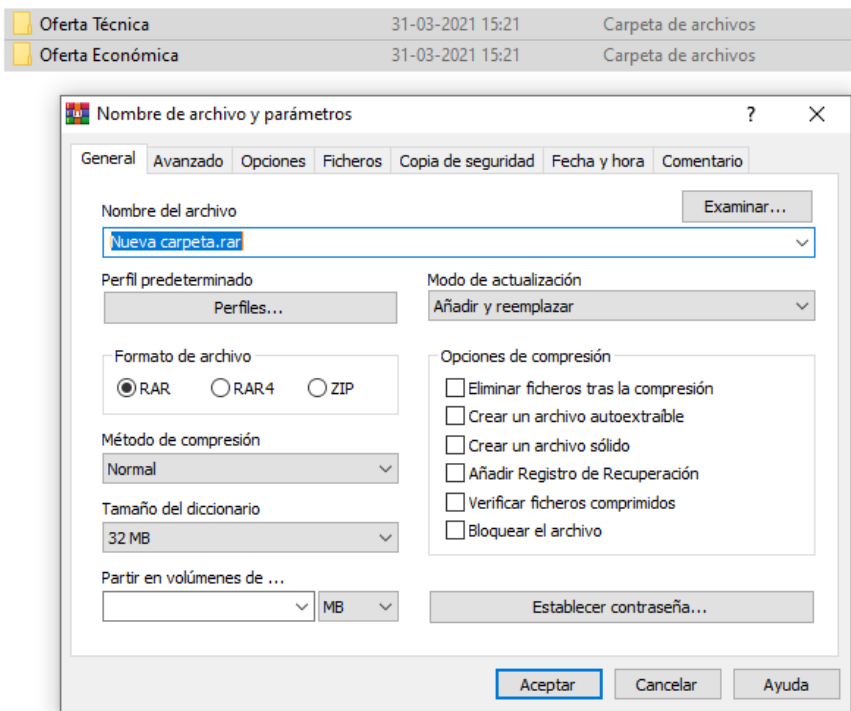 Oferta Técnica 31-03-2021 15:21 Carpeta de archivos
Oferta Económica 31-03-2021 15:21 Carpeta de archivos
Nombre de archivo y parámetros ?
General Avanzado Opciones Ficheros Copia de seguridad Fecha y hora Comentario
Nombre del archivo
Examinar...
Nueva carpeta.rar
Perfil predeterminado
Perfiles...
Modo de actualización
Añadir y reemplazar
Formato de archivo
RAR RAR4 ZIP
Método de compresión
Normal
Tamaño del diccionario
32 MB
Partir en volúmenes de ...
MB
Opciones de compresión
Eliminar ficheros tras la compresión
Crear un archivo autoextraíble
Crear un archivo sólido
Añadir Registro de Recuperación
Verificar ficheros comprimidos
Bloquear el archivo
Establecer contraseña...
Aceptar Cancelar Ayuda